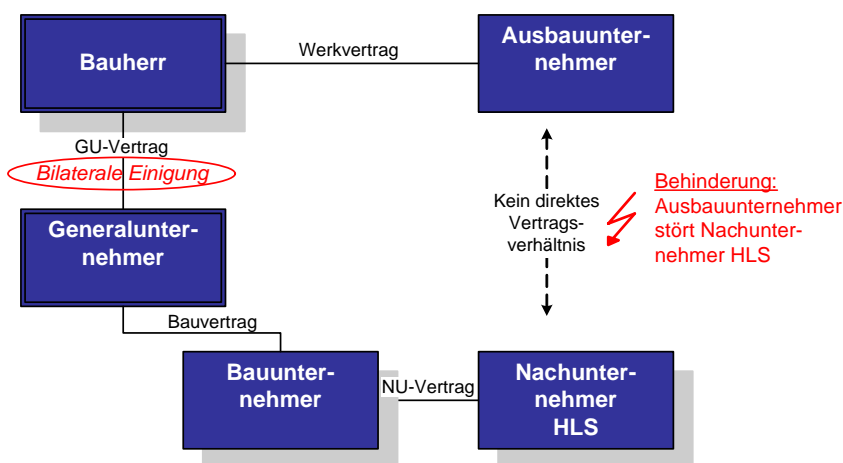 Bauherr
Werkvertrag
Ausbauunter-
nehmer
GU-Vertrag
Bilaterale Einigung
Generalunter-
nehmer
Kein direktes
Vertrags-
verhältnis
Behinderung:
Ausbauunternehmer
stört Nachunter-
nehmer HLS
Bauvertrag
Bauunter-
nehmer
NU-Vertrag
Nachunter-
nehmer
HLS